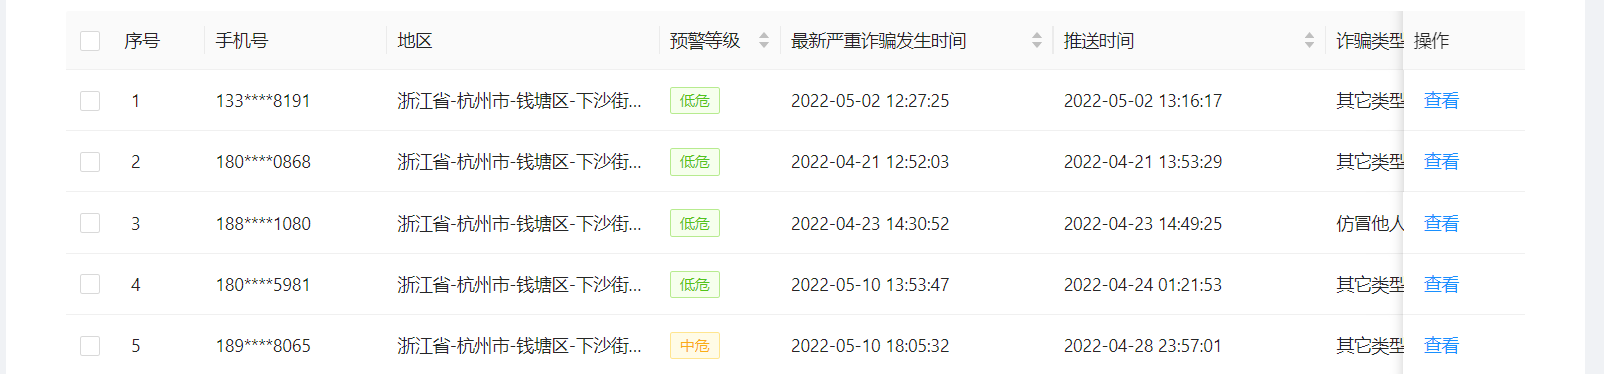 序号 手机号 地区 预警等级 最新严重诈骗发生时间 推送时间 诈骗类型 操作
1 133****8191 浙江省-杭州市-钱塘区-下沙街... 低危 2022-05-02 12:27:25 2022-05-02 13:16:17 其它类型 查看
2 180****0868 浙江省-杭州市-钱塘区-下沙街... 低危 2022-04-21 12:52:03 2022-04-21 13:53:29 其它类型 查看
3 188****1080 浙江省-杭州市-钱塘区-下沙街... 低危 2022-04-23 14:30:52 2022-04-23 14:49:25 仿冒他人 查看
4 180****5981 浙江省-杭州市-钱塘区-下沙街... 低危 2022-05-10 13:53:47 2022-04-24 01:21:53 其它类型 查看
5 189****8065 浙江省-杭州市-钱塘区-下沙街... 中危 2022-05-10 18:05:32 2022-04-28 23:57:01 其它类型 查看